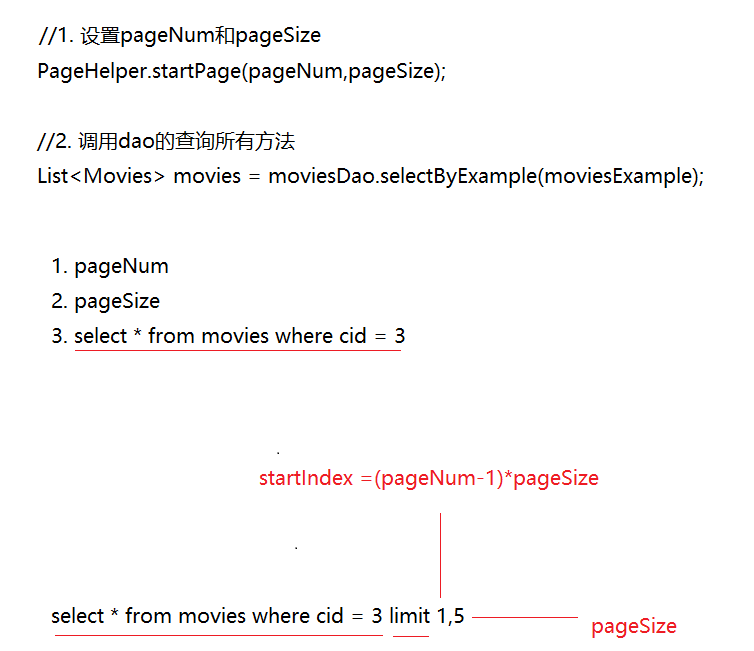 //1. 设置pageNum和pageSize
PageHelper.startPage(pageNum,pageSize);
//2. 调用dao的查询所有方法
List<Movies> movies = moviesDao.selectByExample(moviesExample);
1. pageNum
2. pageSize
3. select * from movies where cid = 3
startIndex =(pageNum-1)*pageSize
select * from movies where cid = 3 limit 1,5
pageSize